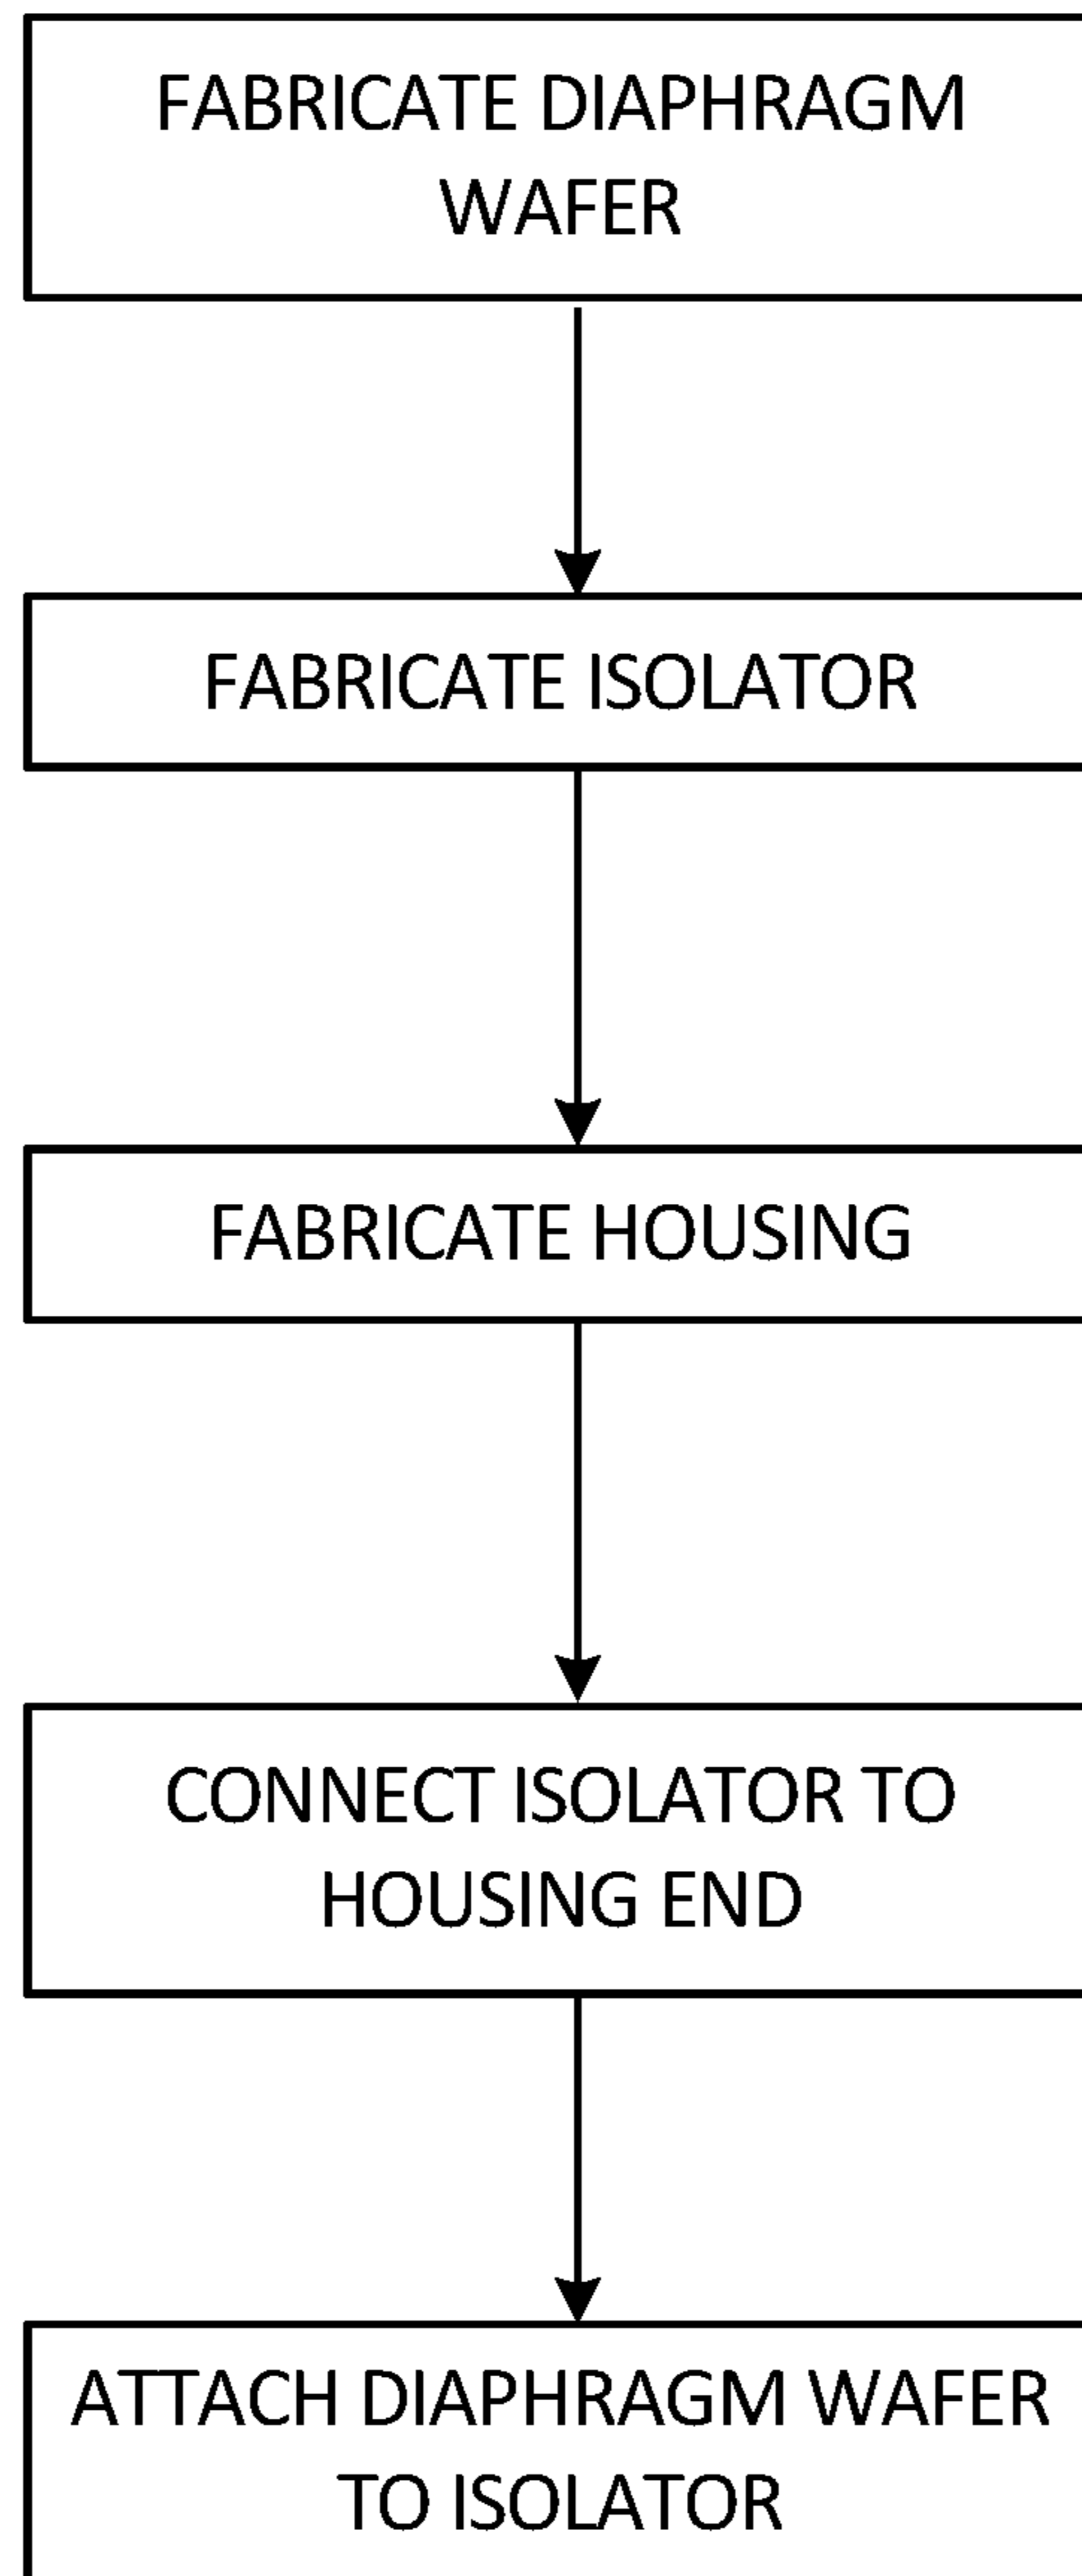 FABRICATE DIAPHRAGM
WAFER
FABRICATE ISOLATOR
FABRICATE HOUSING
CONNECT ISOLATOR TO
HOUSING END
ATTACH DIAPHRAGM WAFER
TO ISOLATOR